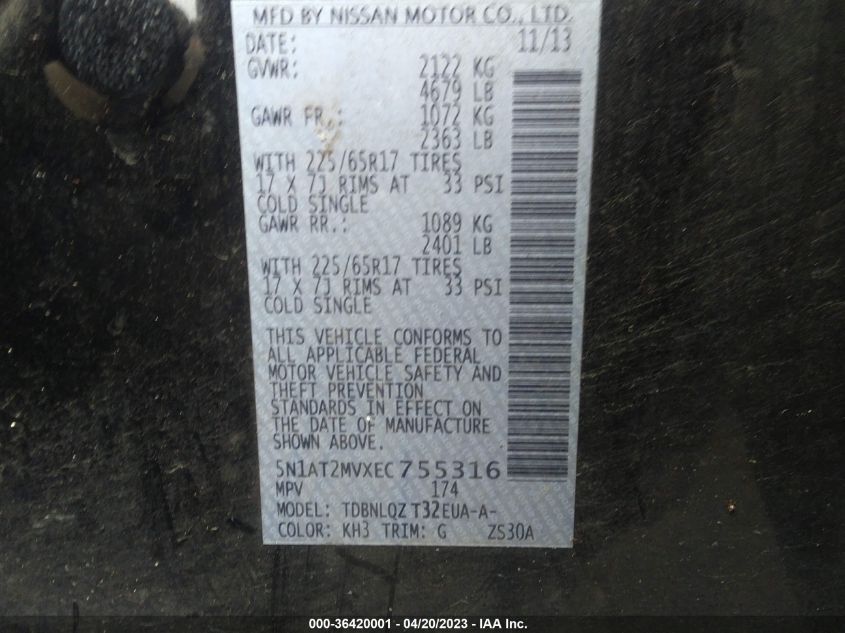 MFD BY NISSAN MOTOR CO., LTD.
DATE: 11/13
GVWR: 2122 KG
4679 LB
GAWR FR.: 1072 KG
2363 LB
WITH 225/65R17 TIRES
17 X 7J RIMS AT 33 PSI
COLD SINGLE
GAWR RR.: 1089 KG
2401 LB
WITH 225/65R17 TIRES
17 X 7J RIMS AT 33 PSI
COLD SINGLE
THIS VEHICLE CONFORMS TO
ALL APPLICABLE FEDERAL
MOTOR VEHICLE SAFETY AND
THEFT PREVENTION
STANDARDS IN EFFECT ON
THE DATE OF MANUFACTURE
SHOWN ABOVE.
5N1AT2MVXEC755316
MPV 174
MODEL: TDBNLQZ T32EUA-A-
COLOR: KH3 TRIM: G ZS30A
000-36420001 - 04/20/2023 - IAA Inc.